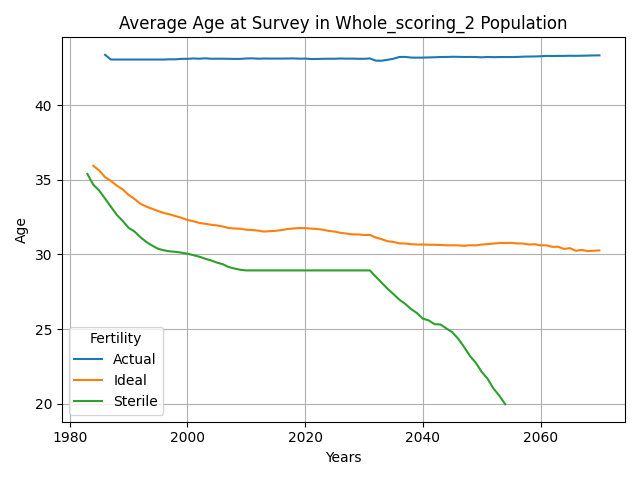 Average Age at Survey in Whole_scoring_2 Population
Age
40
35
30
25
20
Fertility
Actual
Ideal
Sterile
1980
2000
2020
2040
2060
Years